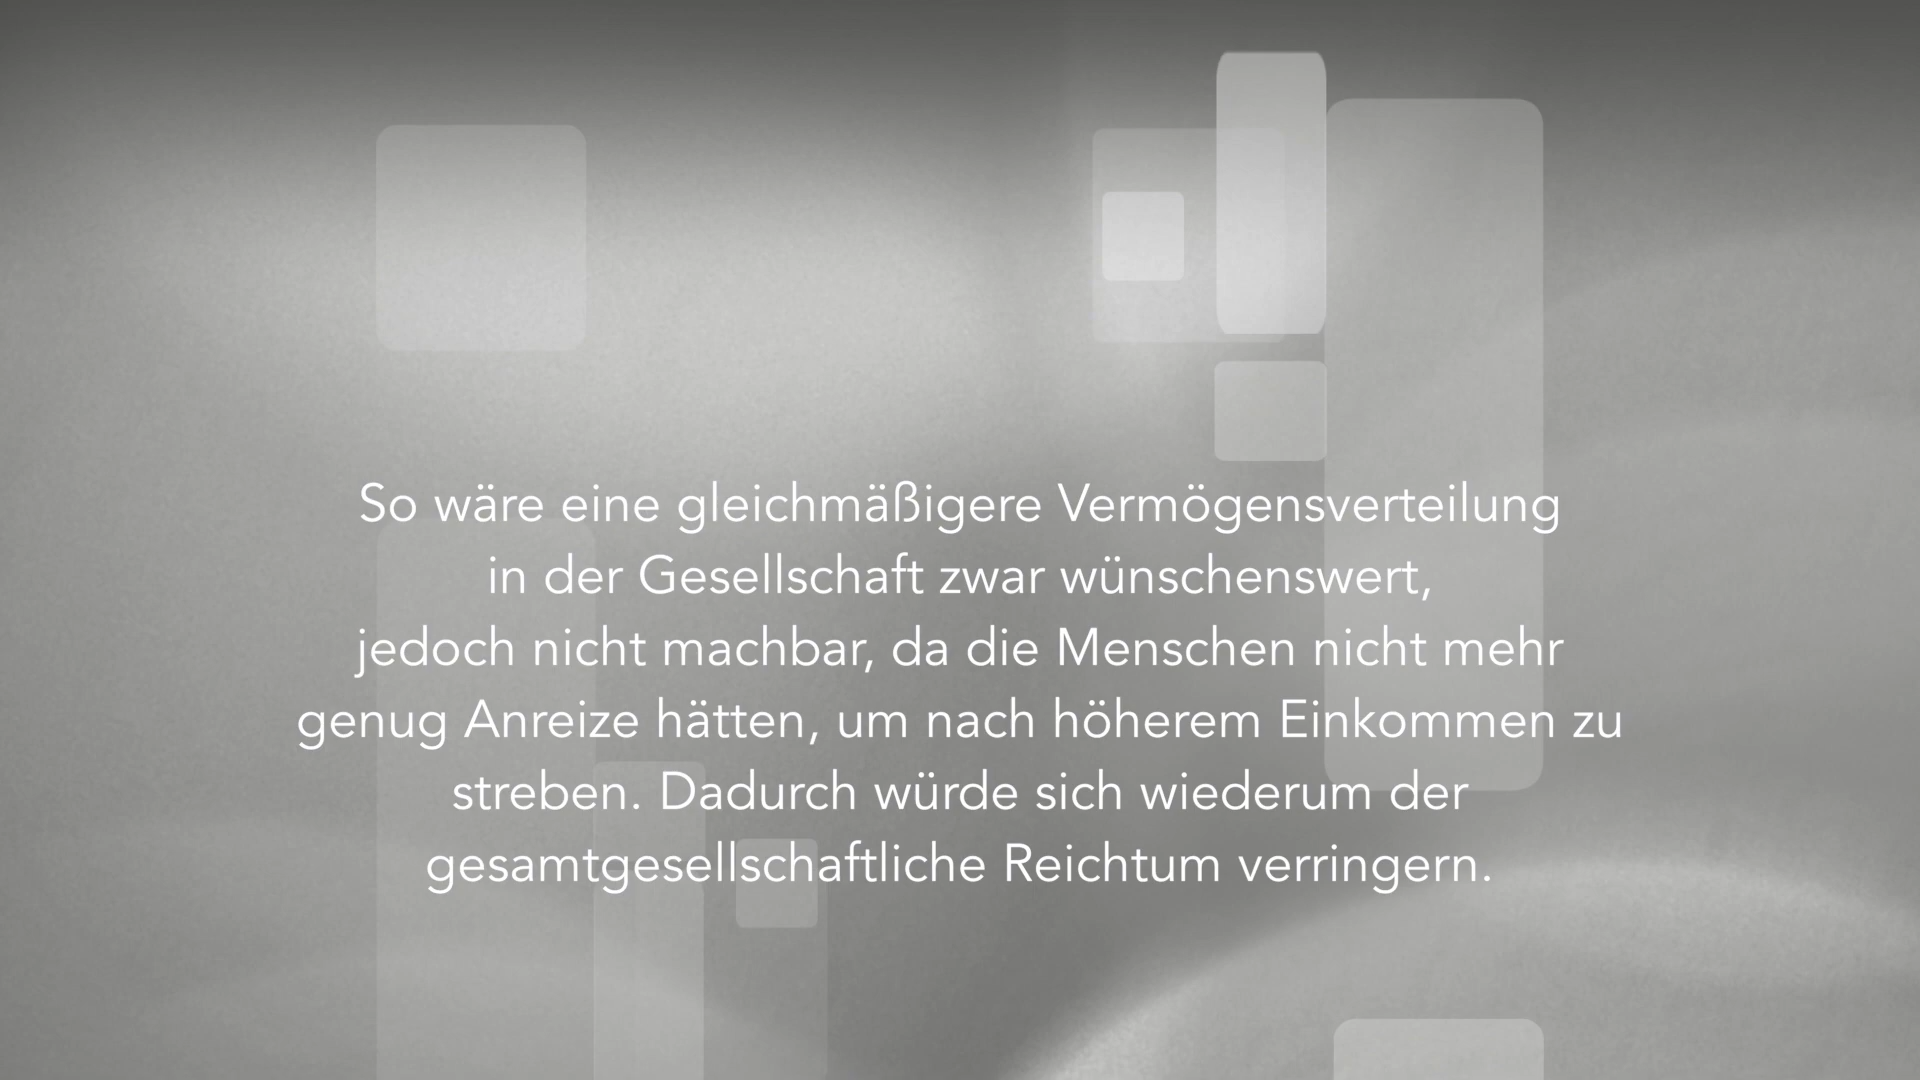 So wäre eine gleichmäßigere Vermögensverteilung
in der Gesellschaft zwar wünschenswert,
jedoch nicht machbar, da die Menschen nicht mehr
genug Anreize hätten, um nach höherem Einkommen zu
streben. Dadurch würde sich wiederum der
gesamtgesellschaftliche Reichtum verringern.